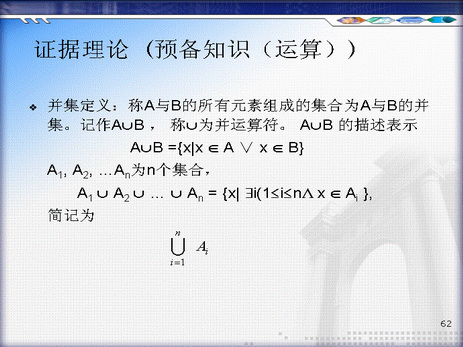 证据理论 (预备知识（运算）)
❖ 并集定义：称A与B的所有元素组成的集合为A与B的并
集。记作A∪B ， 称∪为并运算符。 A∪B 的描述表示
A∪B ={x|x ∈ A ∨ x ∈ B}
A₁, A₂, …Aₙ为n个集合，
A₁ ∪ A₂ ∪ … ∪ Aₙ = {x| ∃i(1≤i≤n∧ x ∈ Aᵢ },
简记为
n
⋃ Aᵢ
i=1
62